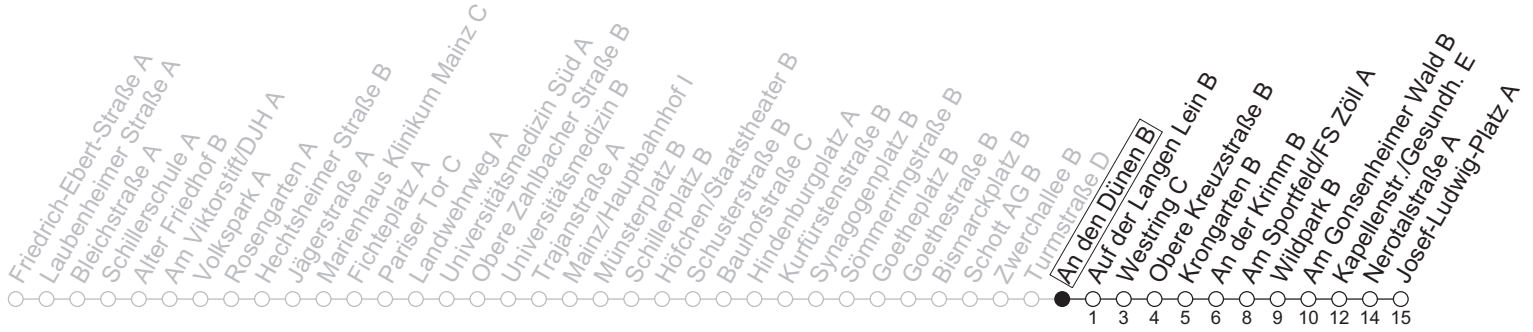 Friedrich-Ebert-Straße A
Laubenheimer Straße A
Bleichstraße A
Schillerschule A
Alter Friedhof B
Am Viktorstift/DJH A
Volkspark A
Rosengarten A
Hechtsheimer Straße B
Jägerstraße A
Marienhaus Klinikum Mainz C
Fichteplatz A
Pariser Tor C
Landwehrweg A
Universitätsmedizin Süd A
Obere Zahlbacher Straße B
Universitätsmedizin B
Trajanstraße A
Mainz/Hauptbahnhof I
Münsterplatz B
Schillerplatz B
Höfchen/Staatstheater B
Schusterstraße B
Bauhofstraße C
Hindenburgplatz A
Kurfürstenstraße B
Synagogenplatz B
Sömmerringstraße B
Goetheplatz B
Goethestraße B
Bismarckplatz B
Schott AG B
Zwerchallee B
Turmstraße D
An den Dünen B
Auf der Langen Lein B
Westring C
Obere Kreuzstraße B
Krongarten B
An der Krimm B
Am Sportfeld/FS Zöll A
Wildpark B
Am Gonsenheimer Wald B
Kapellenstr./Gesundh. E
Nerotalstraße A
Josef-Ludwig-Platz A
1 3 4 5 6 8 9 10 12 14 15